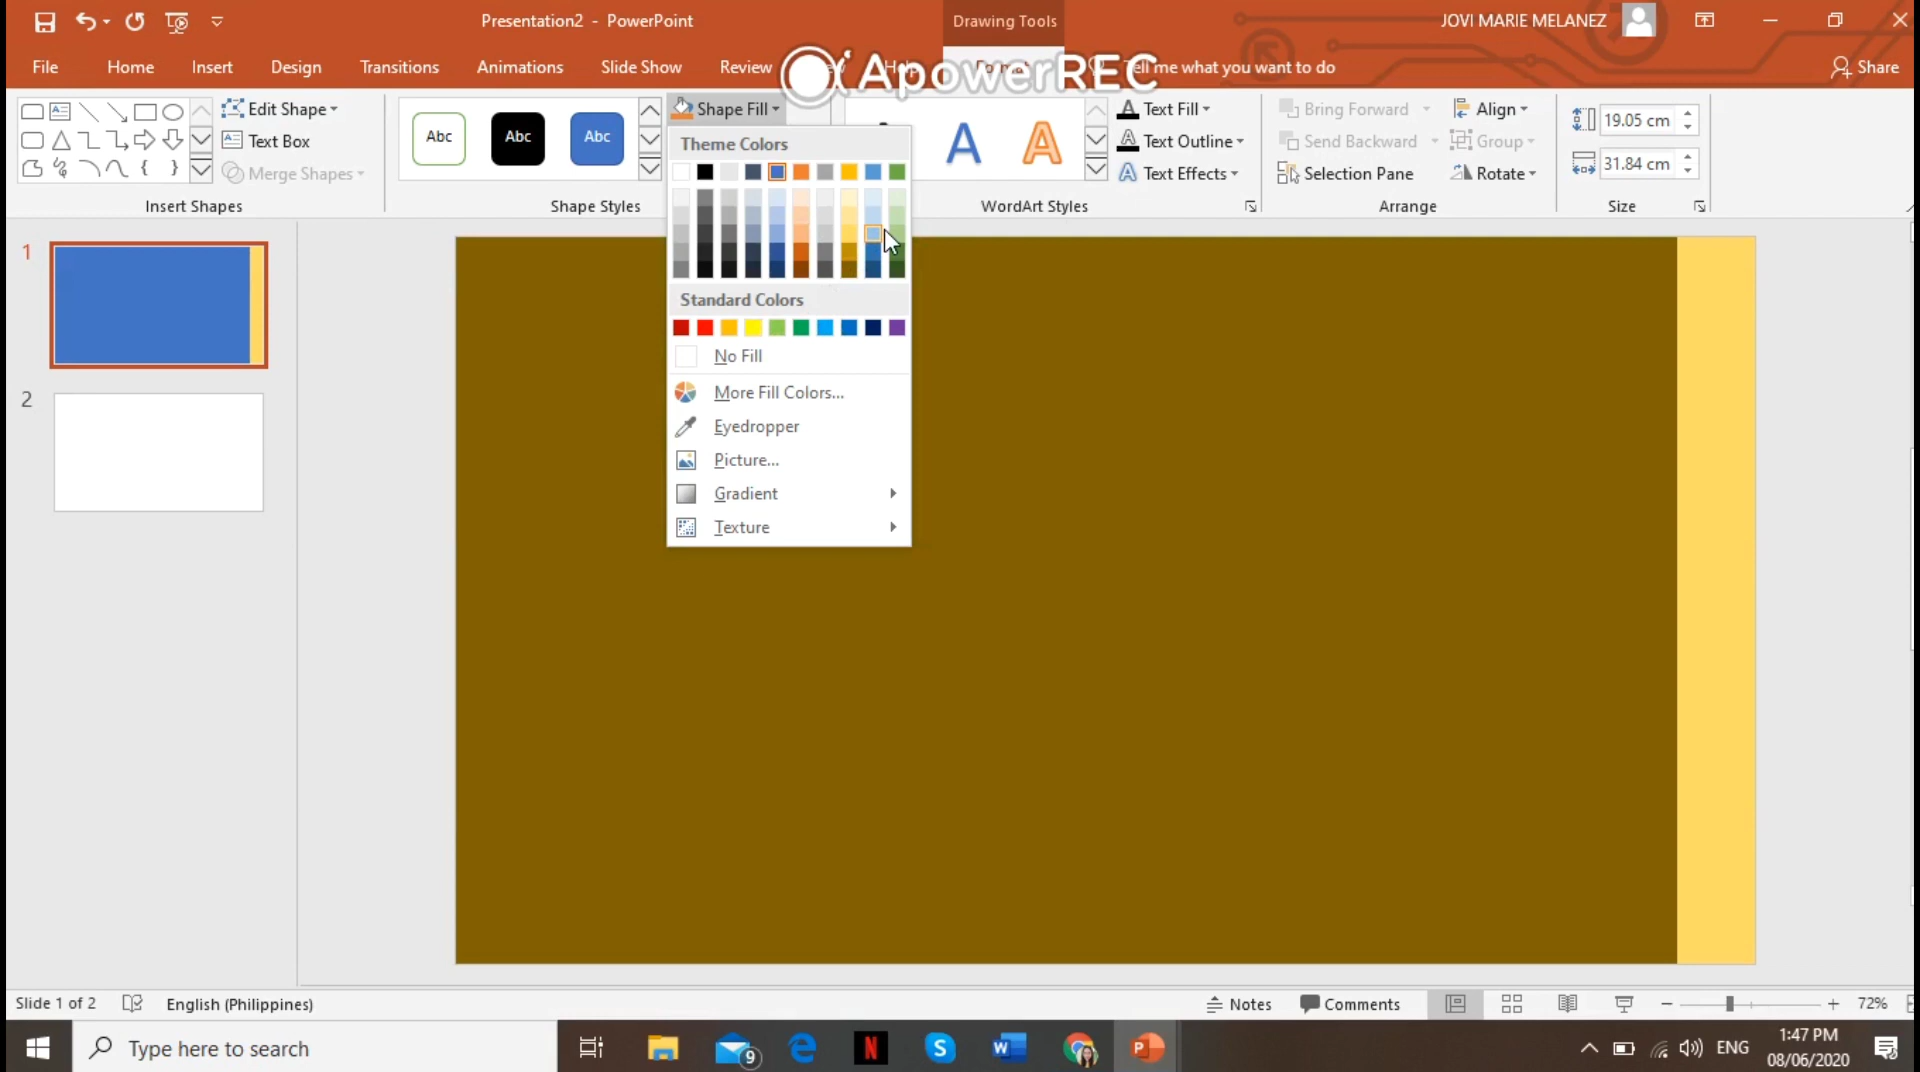 Presentation2 - PowerPoint
Drawing Tools
JOVI MARIE MELANEZ
File
Home
Insert
Design
Transitions
Animations
Slide Show
Review
ApowerREC
Tell me what you want to do
Share
Edit Shape
Text Box
Merge Shapes
Insert Shapes
Abc
Abc
Abc
Shape Styles
Shape Fill
Theme Colors
Standard Colors
No Fill
More Fill Colors...
Eyedropper
Picture...
Gradient
Texture
A
A
WordArt Styles
A Text Fill
A Text Outline
A Text Effects
Bring Forward
Send Backward
Selection Pane
Align
Group
Rotate
Arrange
19.05 cm
31.84 cm
Size
1
2
Slide 1 of 2
English (Philippines)
Notes
Comments
72%
Type here to search
9
ENG
1:47 PM
08/06/2020